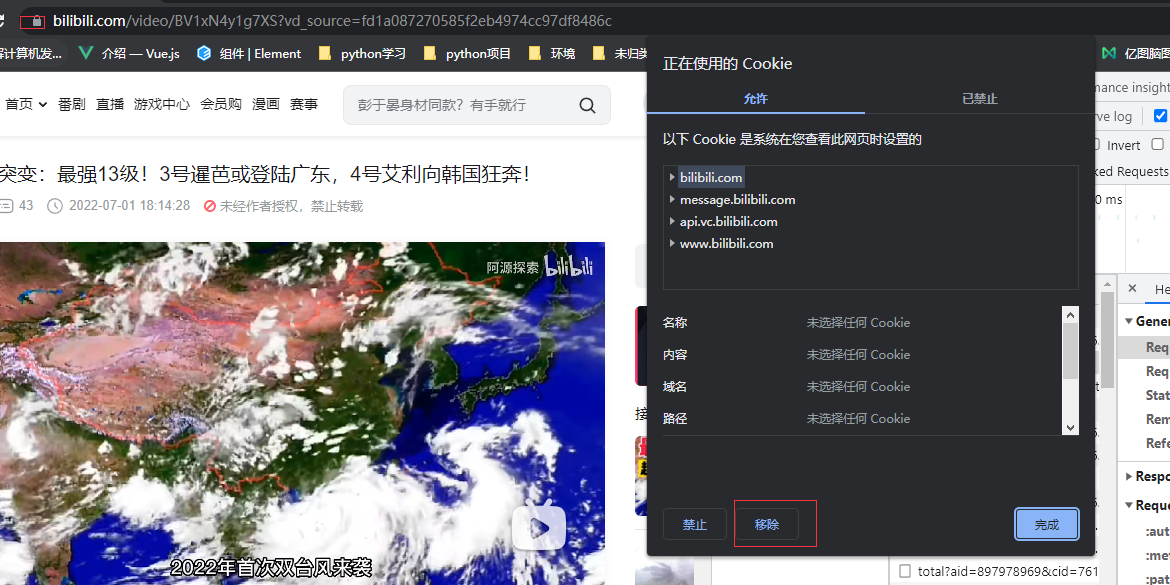 bilibili.com/video/BV1xN4y1g7XS?vd_source=fd1a087270585f2eb4974cc97df8486c
解计算机发... 介绍 — Vue.js 组件 | Element python学习 python项目 环境 未归类 亿图脑图
正在使用的 Cookie
允许 已禁止
以下 Cookie 是系统在您查看此网页时设置的
bilibili.com
message.bilibili.com
api.vc.bilibili.com
www.bilibili.com
名称 未选择任何 Cookie
内容 未选择任何 Cookie
域名 未选择任何 Cookie
路径 未选择任何 Cookie
禁止 移除 完成
首页 番剧 直播 游戏中心 会员购 漫画 赛事
彭于晏身材同款？有手就行
突变：最强13级！3号暹芭或登陆广东，4号艾利向韩国狂奔！
43 2022-07-01 18:14:28 未经作者授权，禁止转载
阿源探索 bilibili
2022年首次双台风来袭
接
mance insight
rve log
Invert
ked Requests
0 ms
He
Gener
Req
Req
Stat
Rem
Refe
Respo
Reque
:aut
:me
:pat
total?aid=897978969&cid=761